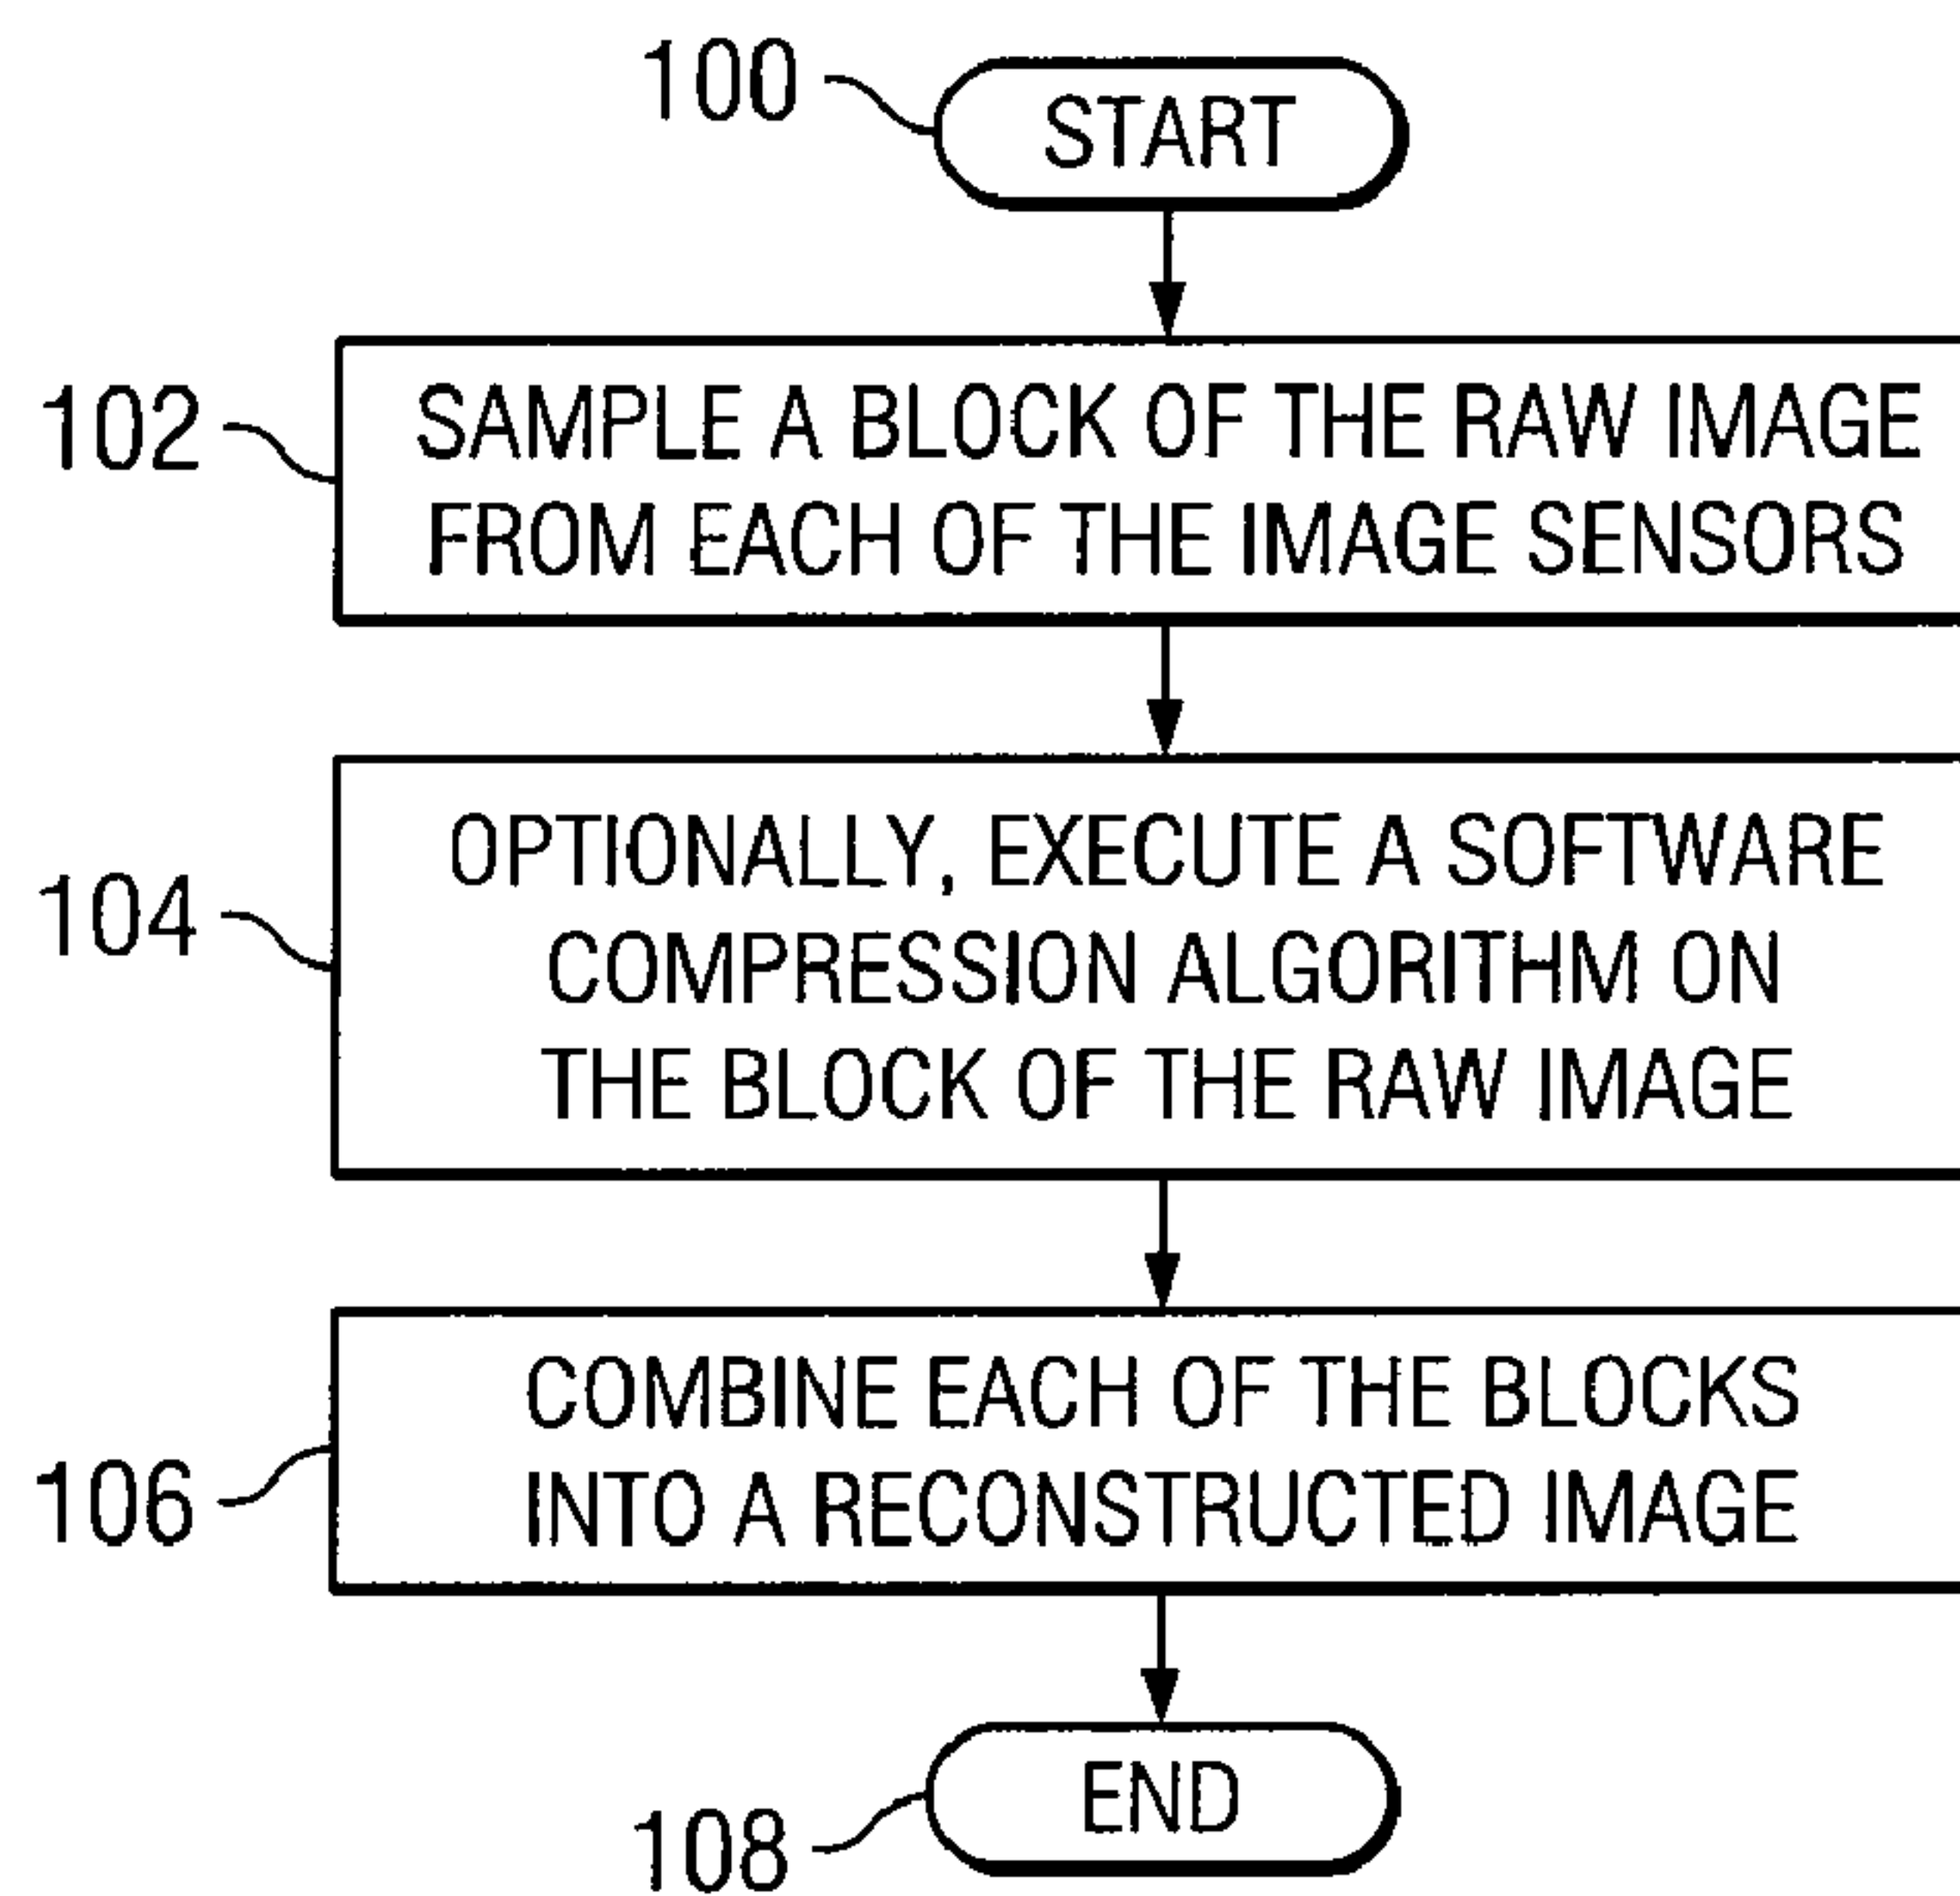 100
START
102
SAMPLE A BLOCK OF THE RAW IMAGE
FROM EACH OF THE IMAGE SENSORS
104
OPTIONALLY, EXECUTE A SOFTWARE
COMPRESSION ALGORITHM ON
THE BLOCK OF THE RAW IMAGE
106
COMBINE EACH OF THE BLOCKS
INTO A RECONSTRUCTED IMAGE
END
108